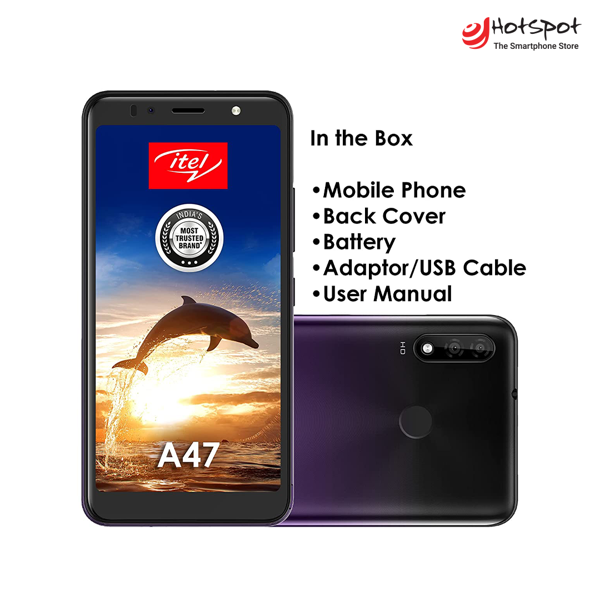 HOTSPOT
The Smartphone Store
In the Box
•Mobile Phone
•Back Cover
•Battery
•Adaptor/USB Cable
•User Manual
itel
INDIA'S
MOST
TRUSTED
BRAND
A47
HD